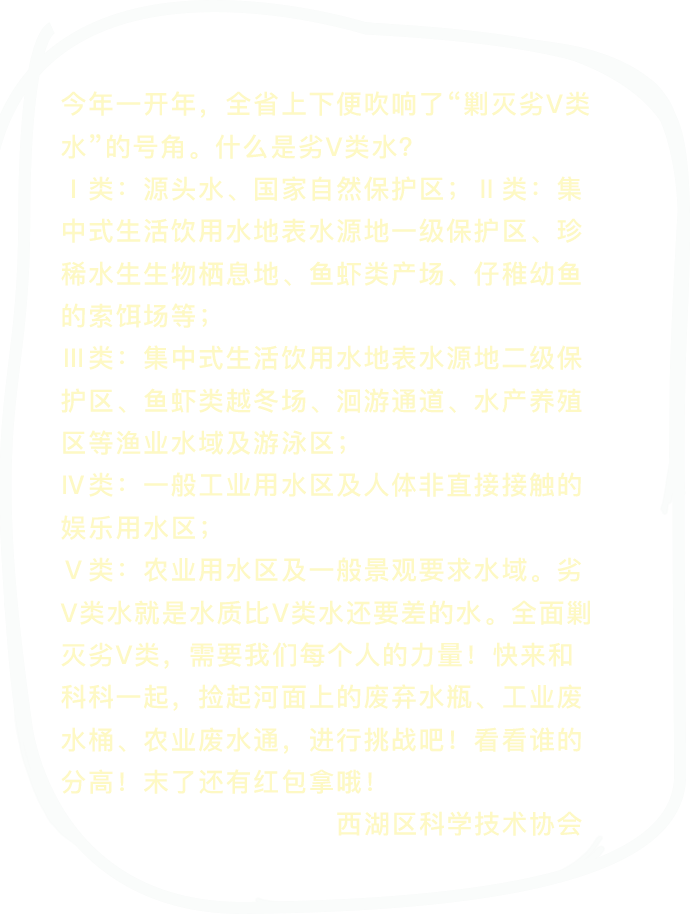 今年一开年，全省上下便吹响了“剿灭劣V类
水”的号角。什么是劣V类水?
Ⅰ类：源头水、国家自然保护区；Ⅱ类：集
中式生活饮用水地表水源地一级保护区、珍
稀水生生物栖息地、鱼虾类产场、仔稚幼鱼
的索饵场等；
Ⅲ类：集中式生活饮用水地表水源地二级保
护区、鱼虾类越冬场、洄游通道、水产养殖
区等渔业水域及游泳区；
Ⅳ类：一般工业用水区及人体非直接接触的
娱乐用水区；
Ⅴ类：农业用水区及一般景观要求水域。劣
V类水就是水质比V类水还要差的水。全面剿
灭劣V类，需要我们每个人的力量！快来和
科科一起，捡起河面上的废弃水瓶、工业废
水桶、农业废水通，进行挑战吧！看看谁的
分高！末了还有红包拿哦！
西湖区科学技术协会